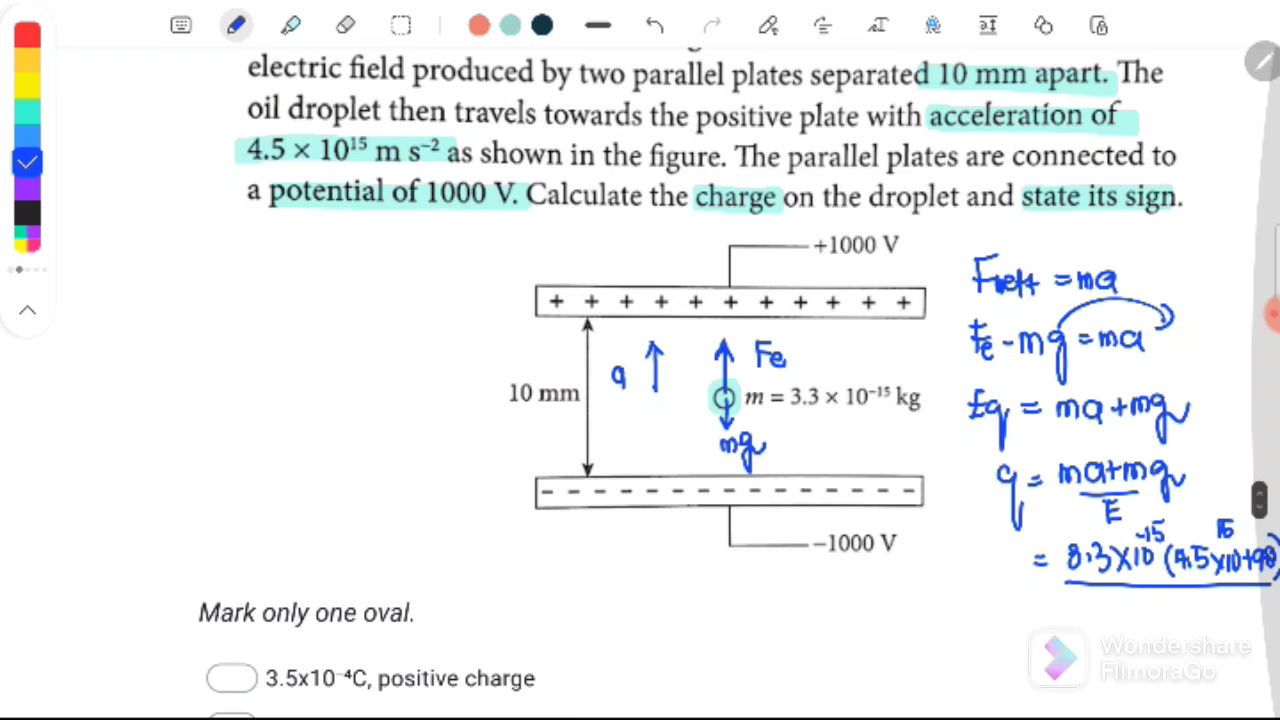 electric field produced by two parallel plates separated 10 mm apart. The
oil droplet then travels towards the positive plate with acceleration of
4.5 × 10¹⁵ m s⁻² as shown in the figure. The parallel plates are connected to
a potential of 1000 V. Calculate the charge on the droplet and state its sign.
+1000 V
+ + + + + + + + + + +
Fe
a
10 mm
m = 3.3 × 10⁻¹⁵ kg
mg
−1000 V
Fnett = ma
Fe - mg = ma
Eq = ma+mg
q = ma+mg
E
= 3.3×10⁻¹⁵ (4.5×10¹⁵+9.8)
Mark only one oval.
3.5x10⁻⁴C, positive charge
Wondershare
FilmoraGo